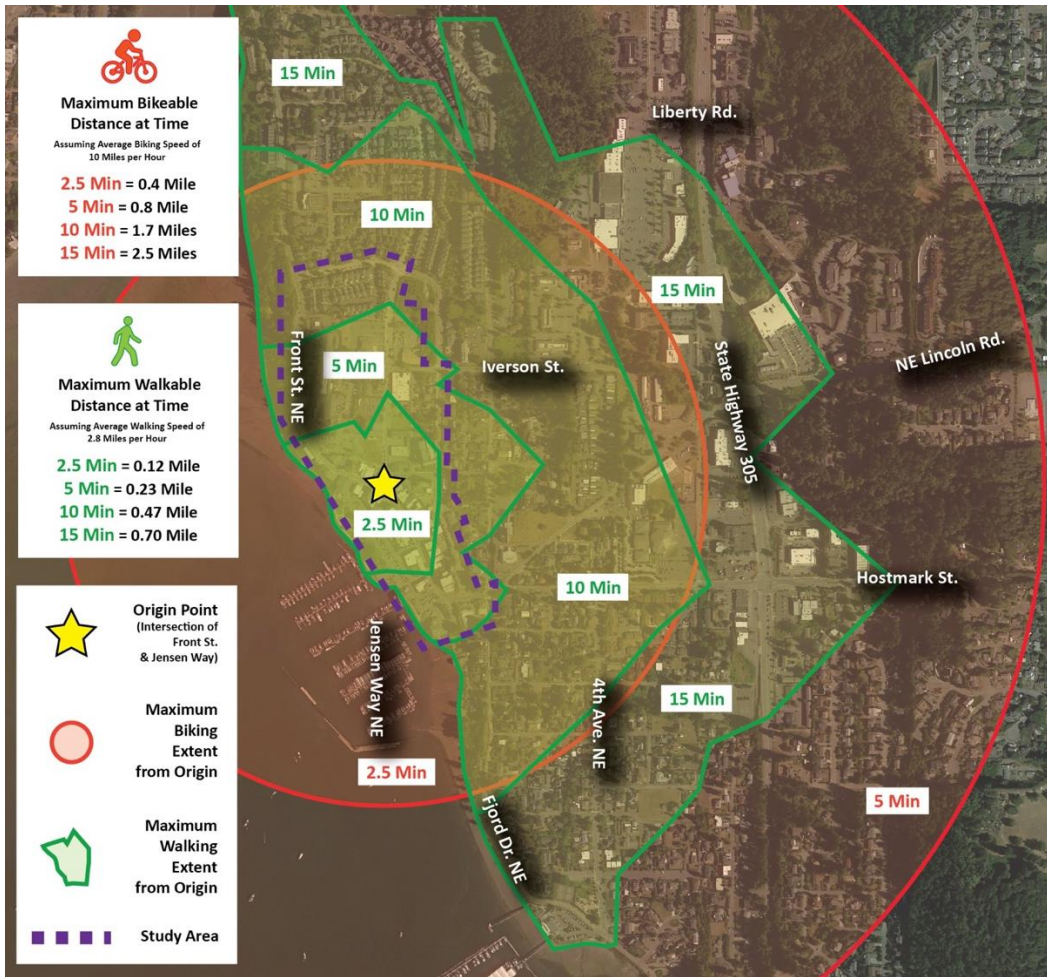 Maximum Bikeable
Distance at Time
Assuming Average Biking Speed of
10 Miles per Hour
2.5 Min = 0.4 Mile
5 Min = 0.8 Mile
10 Min = 1.7 Miles
15 Min = 2.5 Miles
Maximum Walkable
Distance at Time
Assuming Average Walking Speed of
2.8 Miles per Hour
2.5 Min = 0.12 Mile
5 Min = 0.23 Mile
10 Min = 0.47 Mile
15 Min = 0.70 Mile
Origin Point
(Intersection of
Front St.
& Jensen Way)
Maximum
Biking
Extent
from Origin
Maximum
Walking
Extent
from Origin
Study Area
15 Min
Liberty Rd.
10 Min
15 Min
Front St. NE
5 Min
Iverson St.
State Highway 305
NE Lincoln Rd.
2.5 Min
10 Min
Hostmark St.
Jensen Way NE
4th Ave. NE
15 Min
2.5 Min
Fjord Dr. NE
5 Min